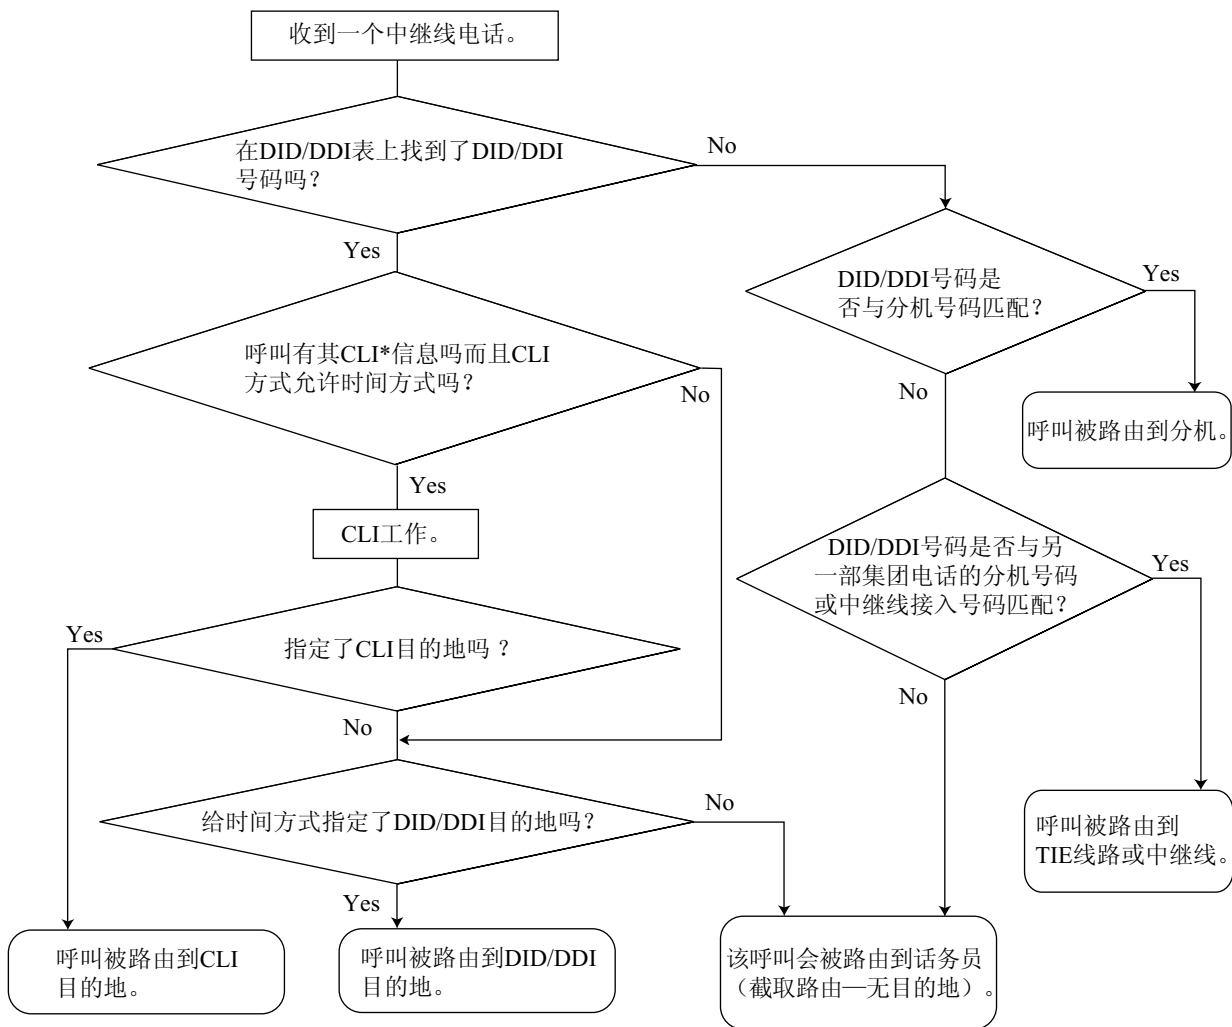 收到一个中继线电话。
在DID/DDI表上找到了DID/DDI
号码吗？
No
Yes
DID/DDI号码是
否与分机号码匹配？
Yes
No
呼叫被路由到分机。
呼叫有其CLI*信息吗而且CLI
方式允许时间方式吗？
No
Yes
CLI工作。
DID/DDI号码是否与另
一部集团电话的分机号码
或中继线接入号码匹配？
Yes
No
Yes
指定了CLI目的地吗 ？
No
给时间方式指定了DID/DDI目的地吗？
No
Yes
呼叫被路由到
TIE线路或中继线。
呼叫被路由到CLI
目的地。
呼叫被路由到DID/DDI
目的地。
该呼叫会被路由到话务员
（截取路由—无目的地）。